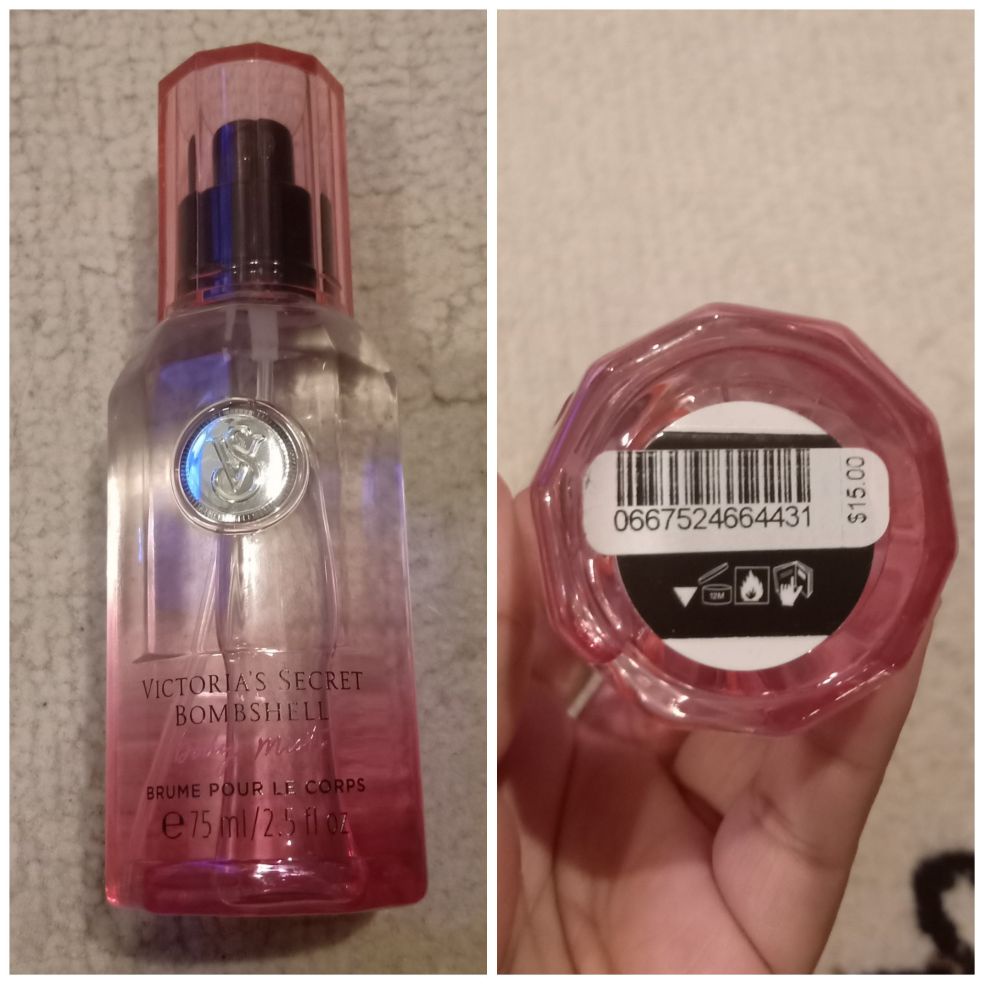 VS
VICTORIA'S SECRET
BOMBSHELL
body mist
BRUME POUR LE CORPS
e75 ml/2.5 fl oz
0667524664431
$15.00
12M